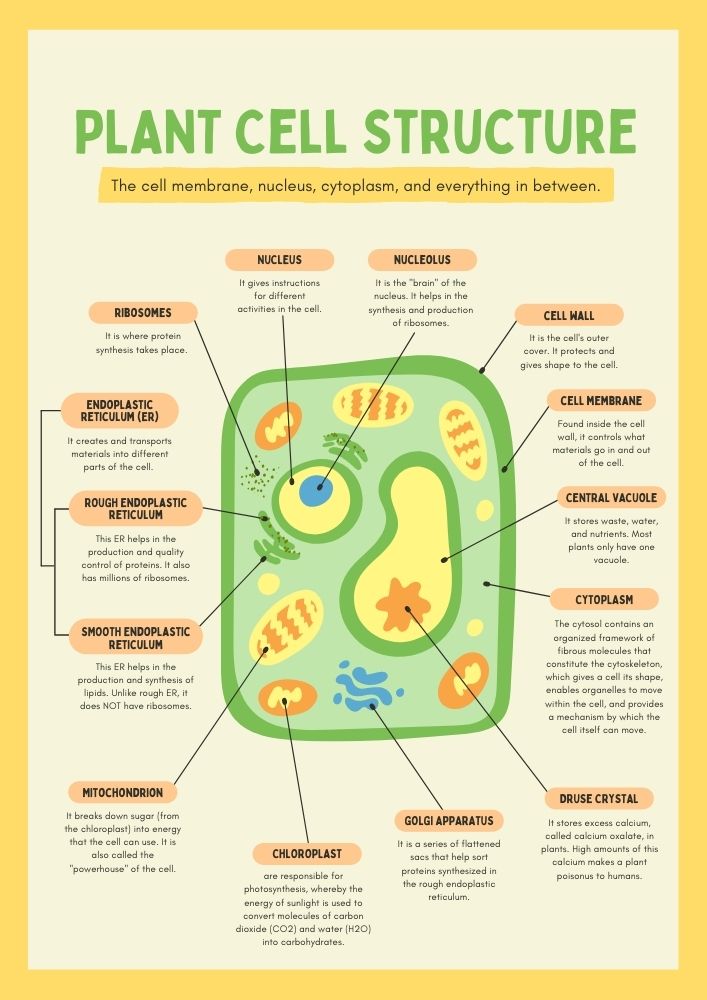 PLANT CELL STRUCTURE
The cell membrane, nucleus, cytoplasm, and everything in between.
NUCLEUS
It gives instructions
for different
activities in the cell.
NUCLEOLUS
It is the "brain" of the
nucleus. It helps in the
synthesis and production
of ribosomes.
RIBOSOMES
It is where protein
synthesis takes place.
CELL WALL
It is the cell's outer
cover. It protects and
gives shape to the cell.
ENDOPLASTIC
RETICULUM (ER)
It creates and transports
materials into different
parts of the cell.
CELL MEMBRANE
Found inside the cell
wall, it controls what
materials go in and out
of the cell.
ROUGH ENDOPLASTIC
RETICULUM
This ER helps in the
production and quality
control of proteins. It also
has millions of ribosomes.
CENTRAL VACUOLE
It stores waste, water,
and nutrients. Most
plants only have one
vacuole.
SMOOTH ENDOPLASTIC
RETICULUM
This ER helps in the
production and synthesis of
lipids. Unlike rough ER, it
does NOT have ribosomes.
CYTOPLASM
The cytosol contains an
organized framework of
fibrous molecules that
constitute the cytoskeleton,
which gives a cell its shape,
enables organelles to move
within the cell, and provides
a mechanism by which the
cell itself can move.
MITOCHONDRION
It breaks down sugar (from
the chloroplast) into energy
that the cell can use. It is
also called the
"powerhouse" of the cell.
CHLOROPLAST
are responsible for
photosynthesis, whereby the
energy of sunlight is used to
convert molecules of carbon
dioxide (CO2) and water (H2O)
into carbohydrates.
GOLGI APPARATUS
It is a series of flattened
sacs that help sort
proteins synthesized in
the rough endoplastic
reticulum.
DRUSE CRYSTAL
It stores excess calcium,
called calcium oxalate, in
plants. High amounts of this
calcium makes a plant
poisonus to humans.